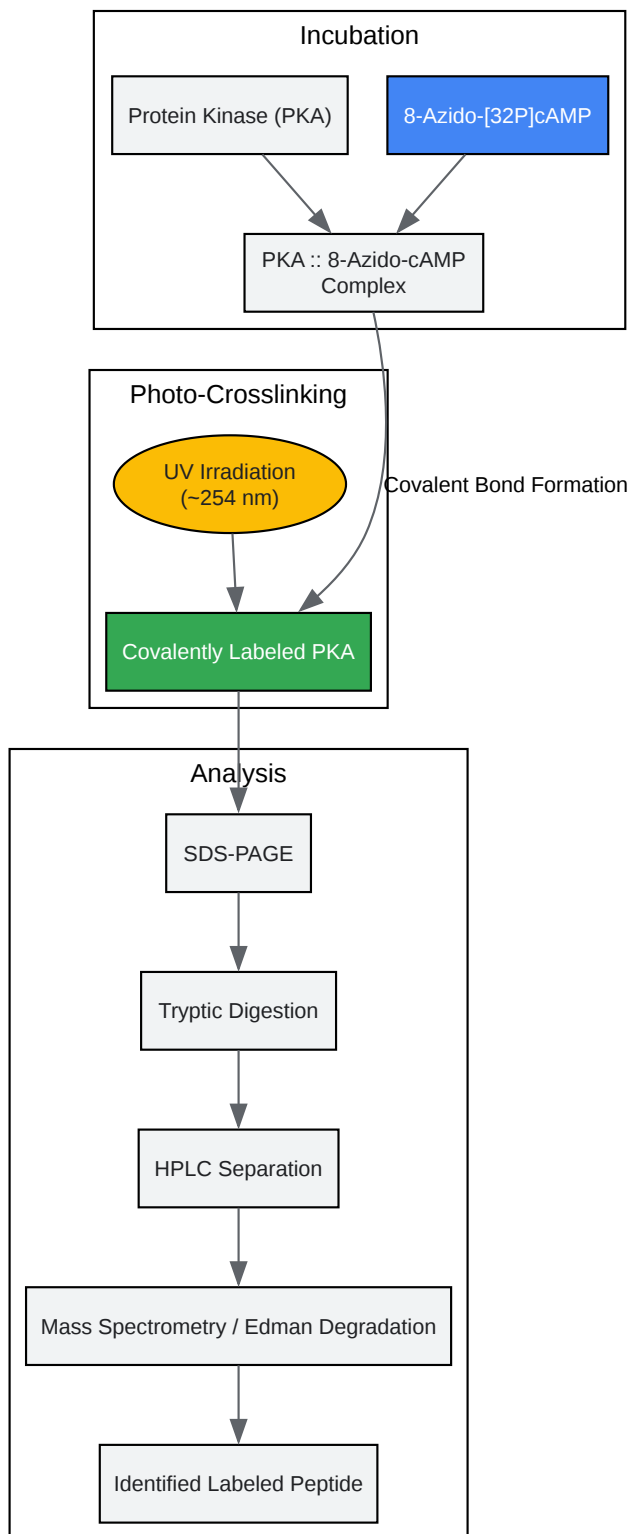 Incubation
Protein Kinase (PKA)
8-Azido-[32P]cAMP
PKA :: 8-Azido-cAMP
Complex
Photo-Crosslinking
UV Irradiation
(~254 nm)
Covalent Bond Formation
Covalently Labeled PKA
Analysis
SDS-PAGE
Tryptic Digestion
HPLC Separation
Mass Spectrometry / Edman Degradation
Identified Labeled Peptide